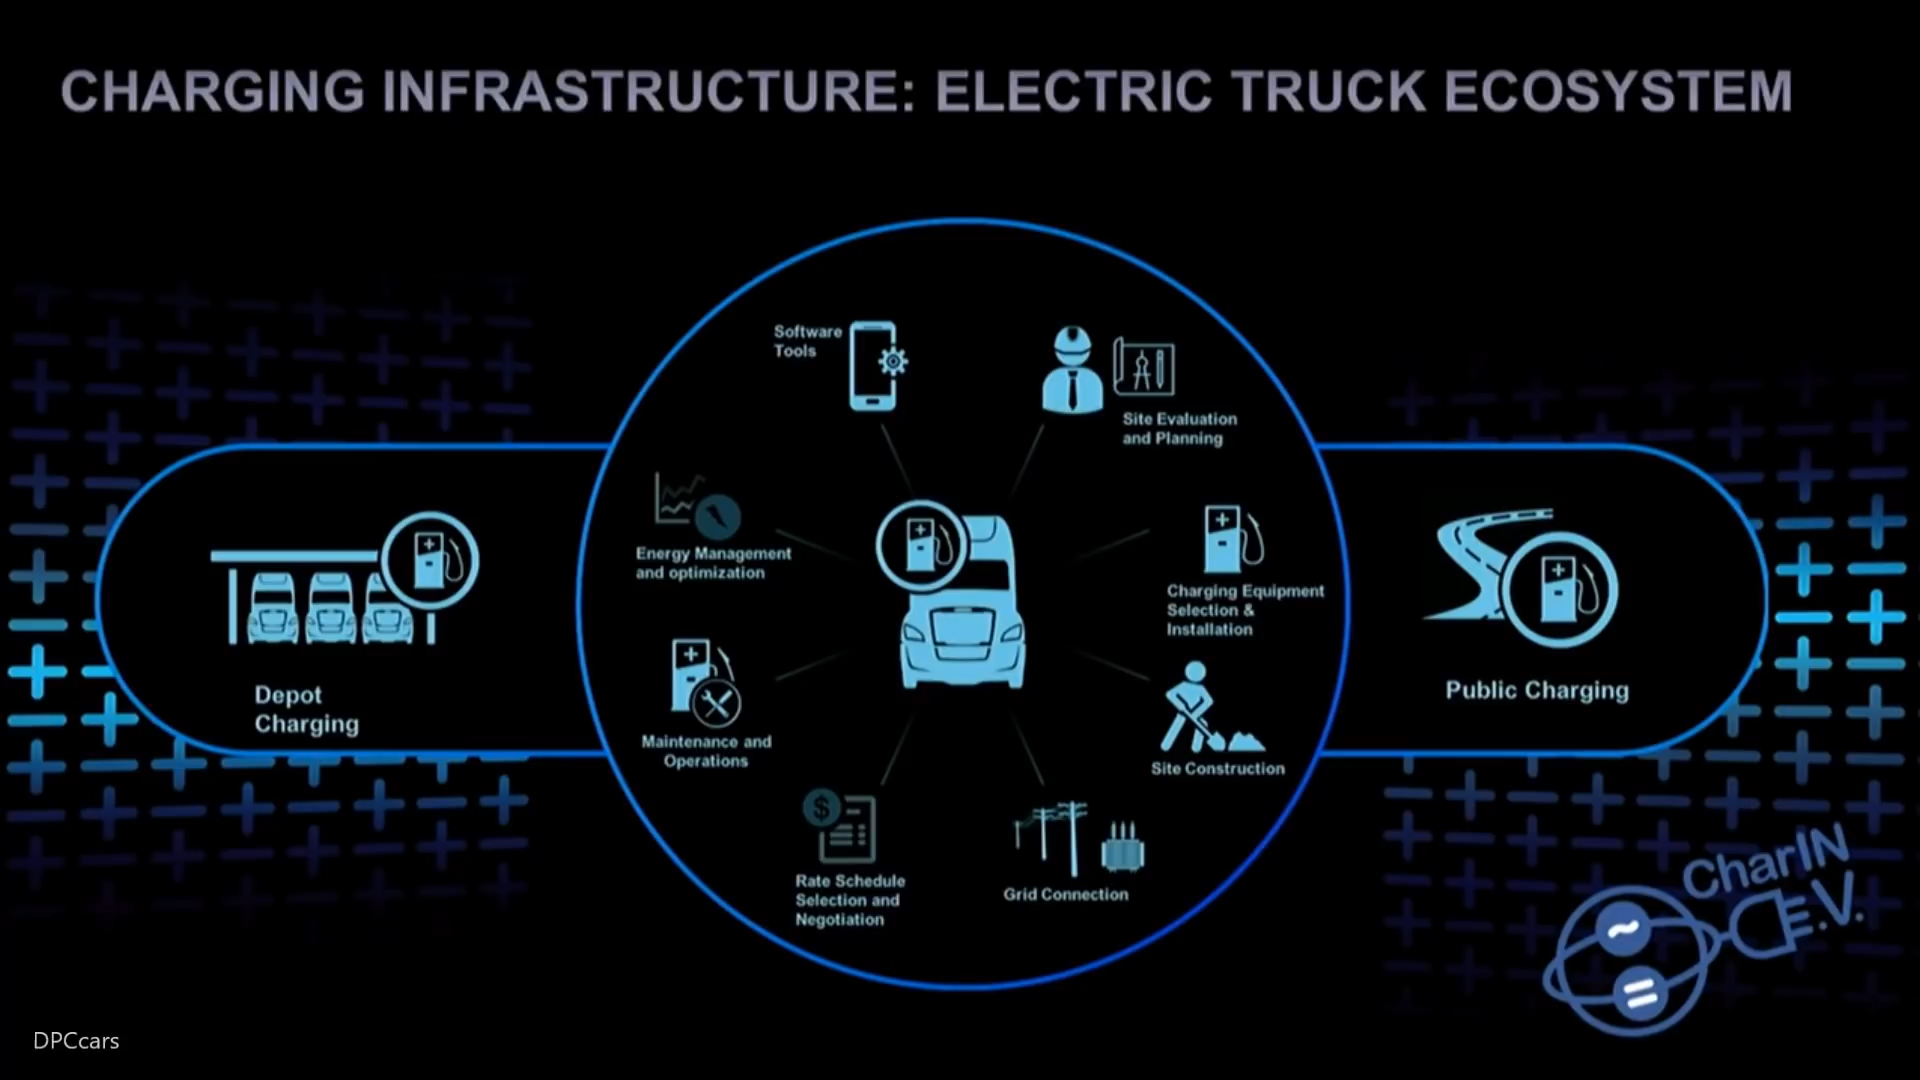 CHARGING INFRASTRUCTURE: ELECTRIC TRUCK ECOSYSTEM
Software
Tools
Site Evaluation
and Planning
Energy Management
and optimization
Charging Equipment
Selection &
Installation
Depot
Charging
Public Charging
Maintenance and
Operations
Site Construction
Rate Schedule
Selection and
Negotiation
Grid Connection
CharIN
E.V.
DPCcars